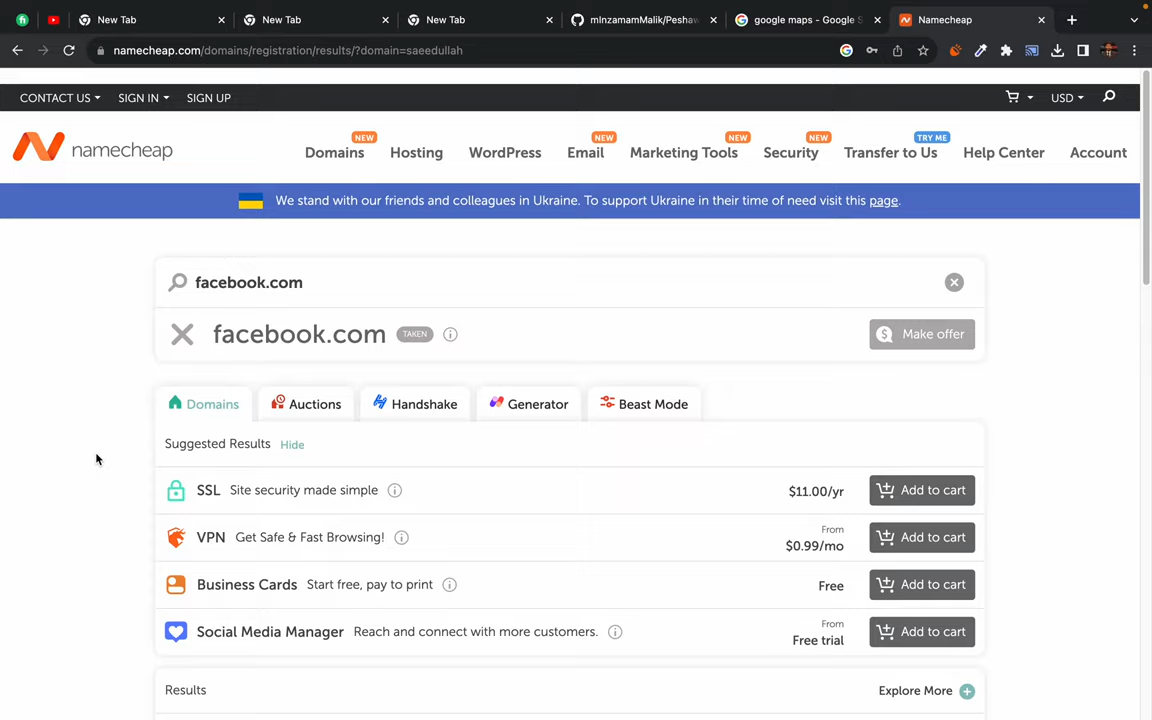 New Tab
New Tab
New Tab
mInzamamMalik/Peshaw
google maps - Google S
Namecheap
namecheap.com/domains/registration/results/?domain=saeedullah
CONTACT US SIGN IN SIGN UP USD
NEW NEW NEW NEW TRY ME
namecheap Domains Hosting WordPress Email Marketing Tools Security Transfer to Us Help Center Account
We stand with our friends and colleagues in Ukraine. To support Ukraine in their time of need visit this page.
facebook.com
facebook.com TAKEN Make offer
Domains Auctions Handshake Generator Beast Mode
Suggested Results Hide
SSL Site security made simple $11.00/yr Add to cart
VPN Get Safe & Fast Browsing! From $0.99/mo Add to cart
Business Cards Start free, pay to print Free Add to cart
Social Media Manager Reach and connect with more customers. From Free trial Add to cart
Results Explore More